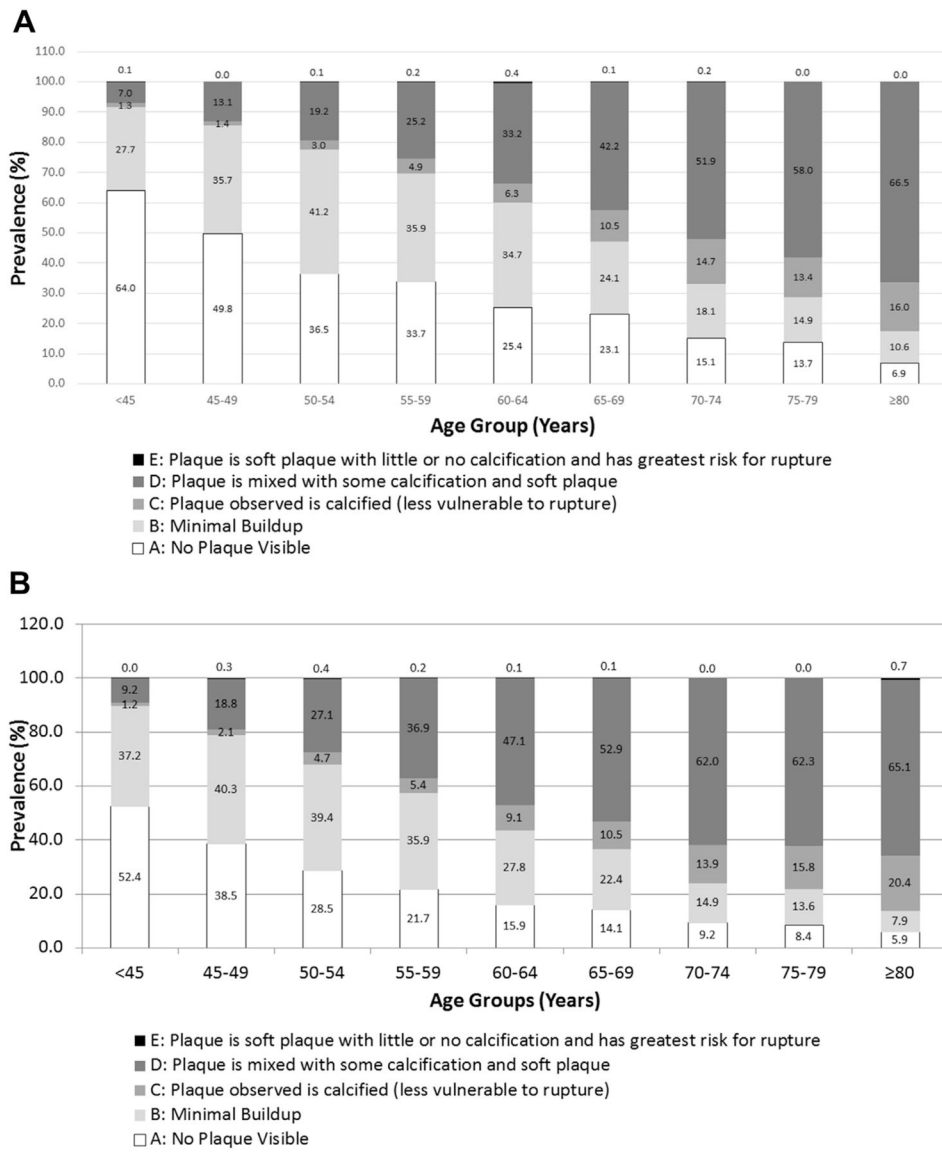 A
110.0
100.0
90.0
80.0
70.0
60.0
50.0
40.0
30.0
20.0
10.0
0.0
Prevalence (%)
0.1 0.0 0.1 0.2 0.4 0.1 0.2 0.0 0.0
7.0 13.1 19.2 25.2 33.2 42.2 51.9 58.0 66.5
1.3 1.4 3.0 4.9 6.3 10.5 14.7 13.4 16.0
27.7 35.7 41.2 35.9 34.7 24.1 18.1 14.9 10.6
64.0 49.8 36.5 33.7 25.4 23.1 15.1 13.7 6.9
<45 45-49 50-54 55-59 60-64 65-69 70-74 75-79 ≥80
Age Group (Years)
E: Plaque is soft plaque with little or no calcification and has greatest risk for rupture
D: Plaque is mixed with some calcification and soft plaque
C: Plaque observed is calcified (less vulnerable to rupture)
B: Minimal Buildup
A: No Plaque Visible
B
120.0
100.0
80.0
60.0
40.0
20.0
0.0
Prevalence (%)
0.0 0.3 0.4 0.2 0.1 0.1 0.0 0.0 0.7
9.2 18.8 27.1 36.9 47.1 52.9 62.0 62.3 65.1
1.2 2.1 4.7 5.4 9.1 10.5 13.9 15.8 20.4
37.2 40.3 39.4 35.9 27.8 22.4 14.9 13.6 7.9
52.4 38.5 28.5 21.7 15.9 14.1 9.2 8.4 5.9
<45 45-49 50-54 55-59 60-64 65-69 70-74 75-79 ≥80
Age Groups (Years)
E: Plaque is soft plaque with little or no calcification and has greatest risk for rupture
D: Plaque is mixed with some calcification and soft plaque
C: Plaque observed is calcified (less vulnerable to rupture)
B: Minimal Buildup
A: No Plaque Visible